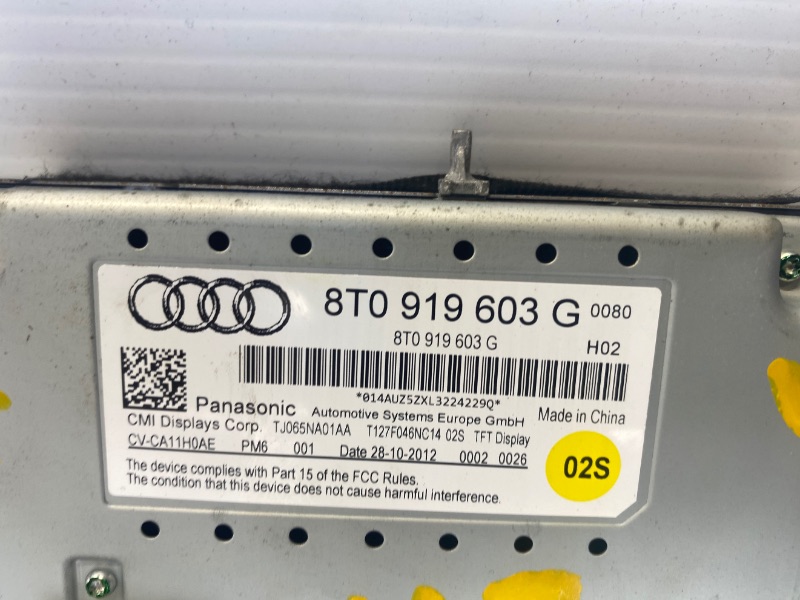 8T0 919 603 G 0080
8T0 919 603 G H02
*014AUZ5ZXL3224229Q*
Panasonic Automotive Systems Europe GmbH Made in China
CMI Displays Corp. TJ065NA01AA T127F046NC14 02S TFT Display
CV-CA11H0AE PM6 001 Date 28-10-2012 0002 0026
02S
The device complies with Part 15 of the FCC Rules.
The condition that this device does not cause harmful interference.